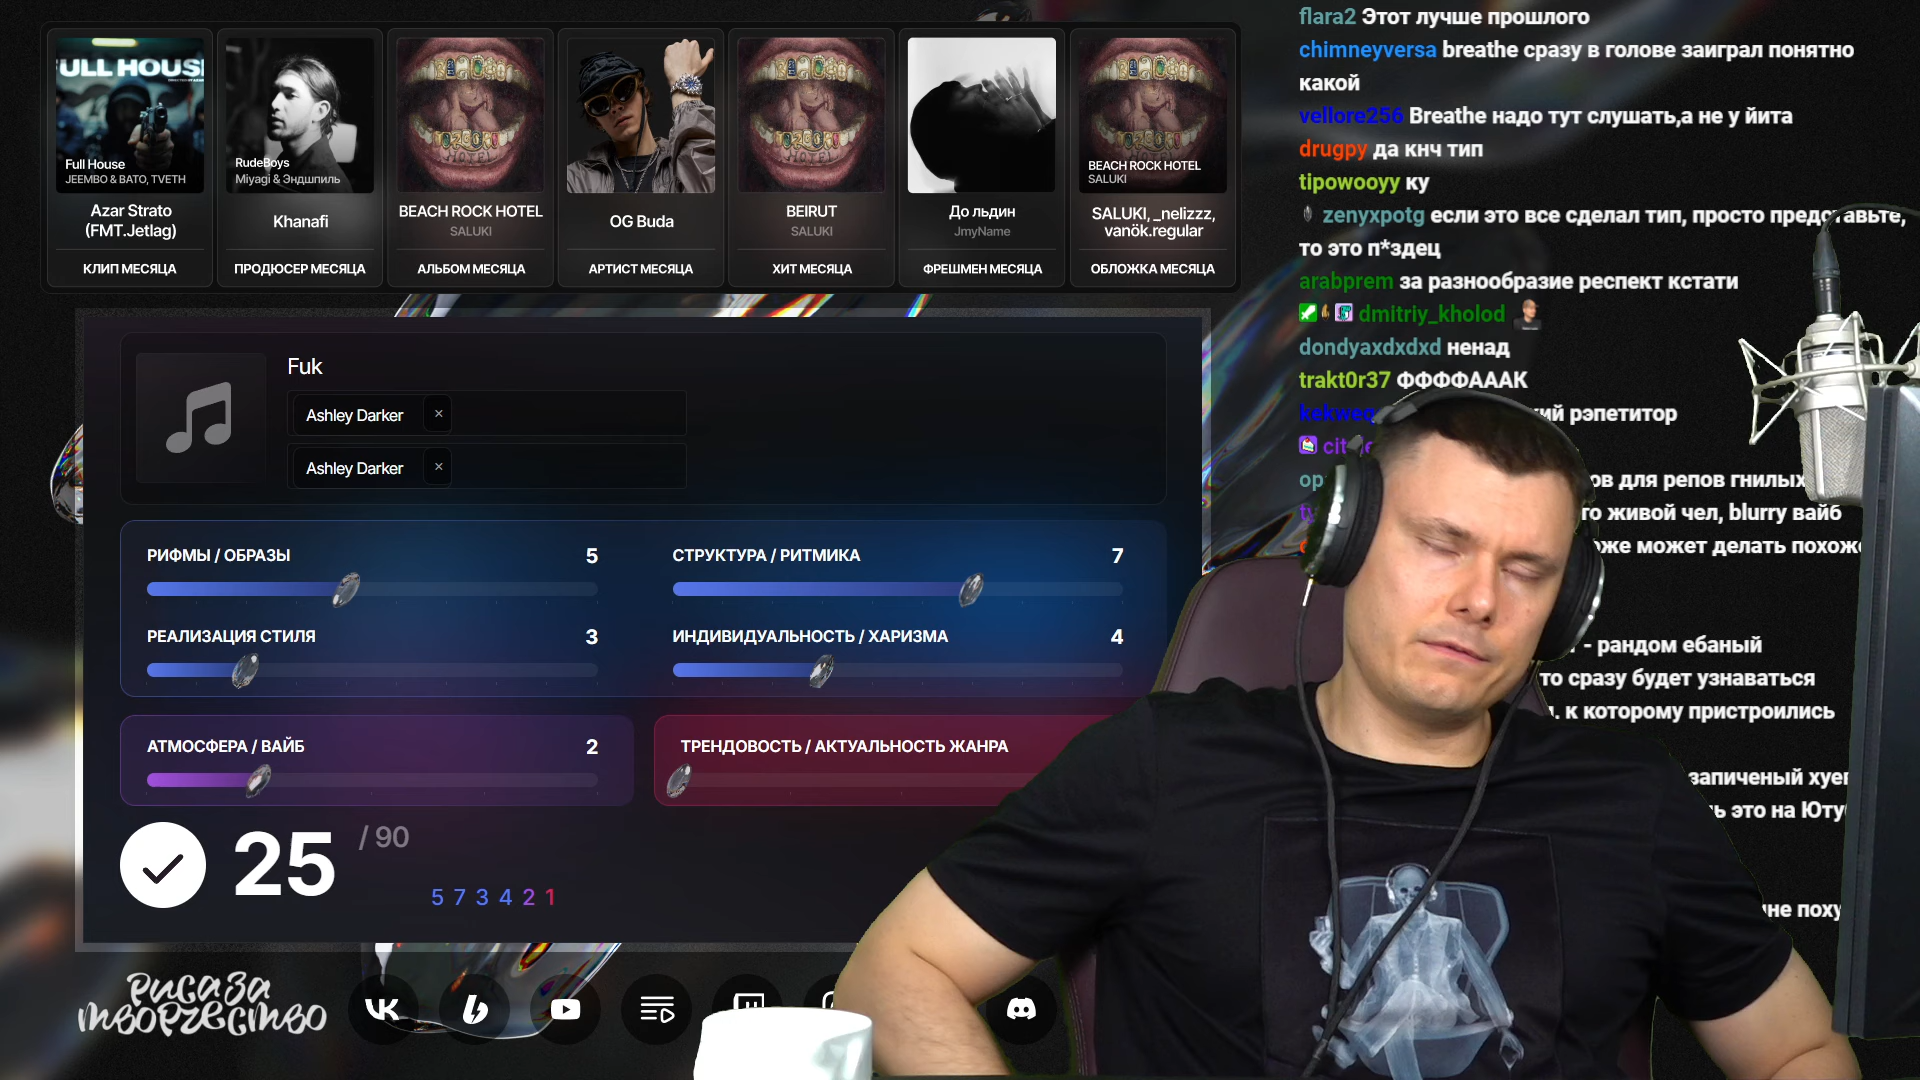 FULL HOUSE
Full House
JEEMBO & BATO, TVETH
Azar Strato
(FMT.Jetlag)
КЛИП МЕСЯЦА
RudeBoys
Miyagi & Эндшпиль
Khanafi
ПРОДЮСЕР МЕСЯЦА
BEACH ROCK HOTEL
SALUKI
АЛЬБОМ МЕСЯЦА
OG Buda
АРТИСТ МЕСЯЦА
BEIRUT
SALUKI
ХИТ МЕСЯЦА
До льдин
JmyName
ФРЕШМЕН МЕСЯЦА
BEACH ROCK HOTEL
SALUKI
SALUKI, _nelizzz,
vanök.regular
ОБЛОЖКА МЕСЯЦА
Fuk
Ashley Darker ×
Ashley Darker ×
РИФМЫ / ОБРАЗЫ 5
СТРУКТУРА / РИТМИКА 7
РЕАЛИЗАЦИЯ СТИЛЯ 3
ИНДИВИДУАЛЬНОСТЬ / ХАРИЗМА 4
АТМОСФЕРА / ВАЙБ 2
ТРЕНДОВОСТЬ / АКТУАЛЬНОСТЬ ЖАНРА
25 / 90
5 7 3 4 2 1
РИСАЗА
ТВОРЧЕСТВО
flara2 Этот лучше прошлого
chimneyversa breathe сразу в голове заиграл понятно
какой
vellore256 Breathe надо тут слушать,а не у йита
drugpy да кнч тип
tipowooyy ку
zenyxpotg если это все сделал тип, просто представьте,
то это п*здец
arabprem за разнообразие респект кстати
dmitriy_kholod
dondyaxdxdxd ненад
trakt0r37 ФФФФАААК
рэпетитор
для репов гнилых
живой чел, blurry вайб
может делать похож
- рандом ебаный
то сразу будет узнаваться
к которому пристроились
запиченый
это на